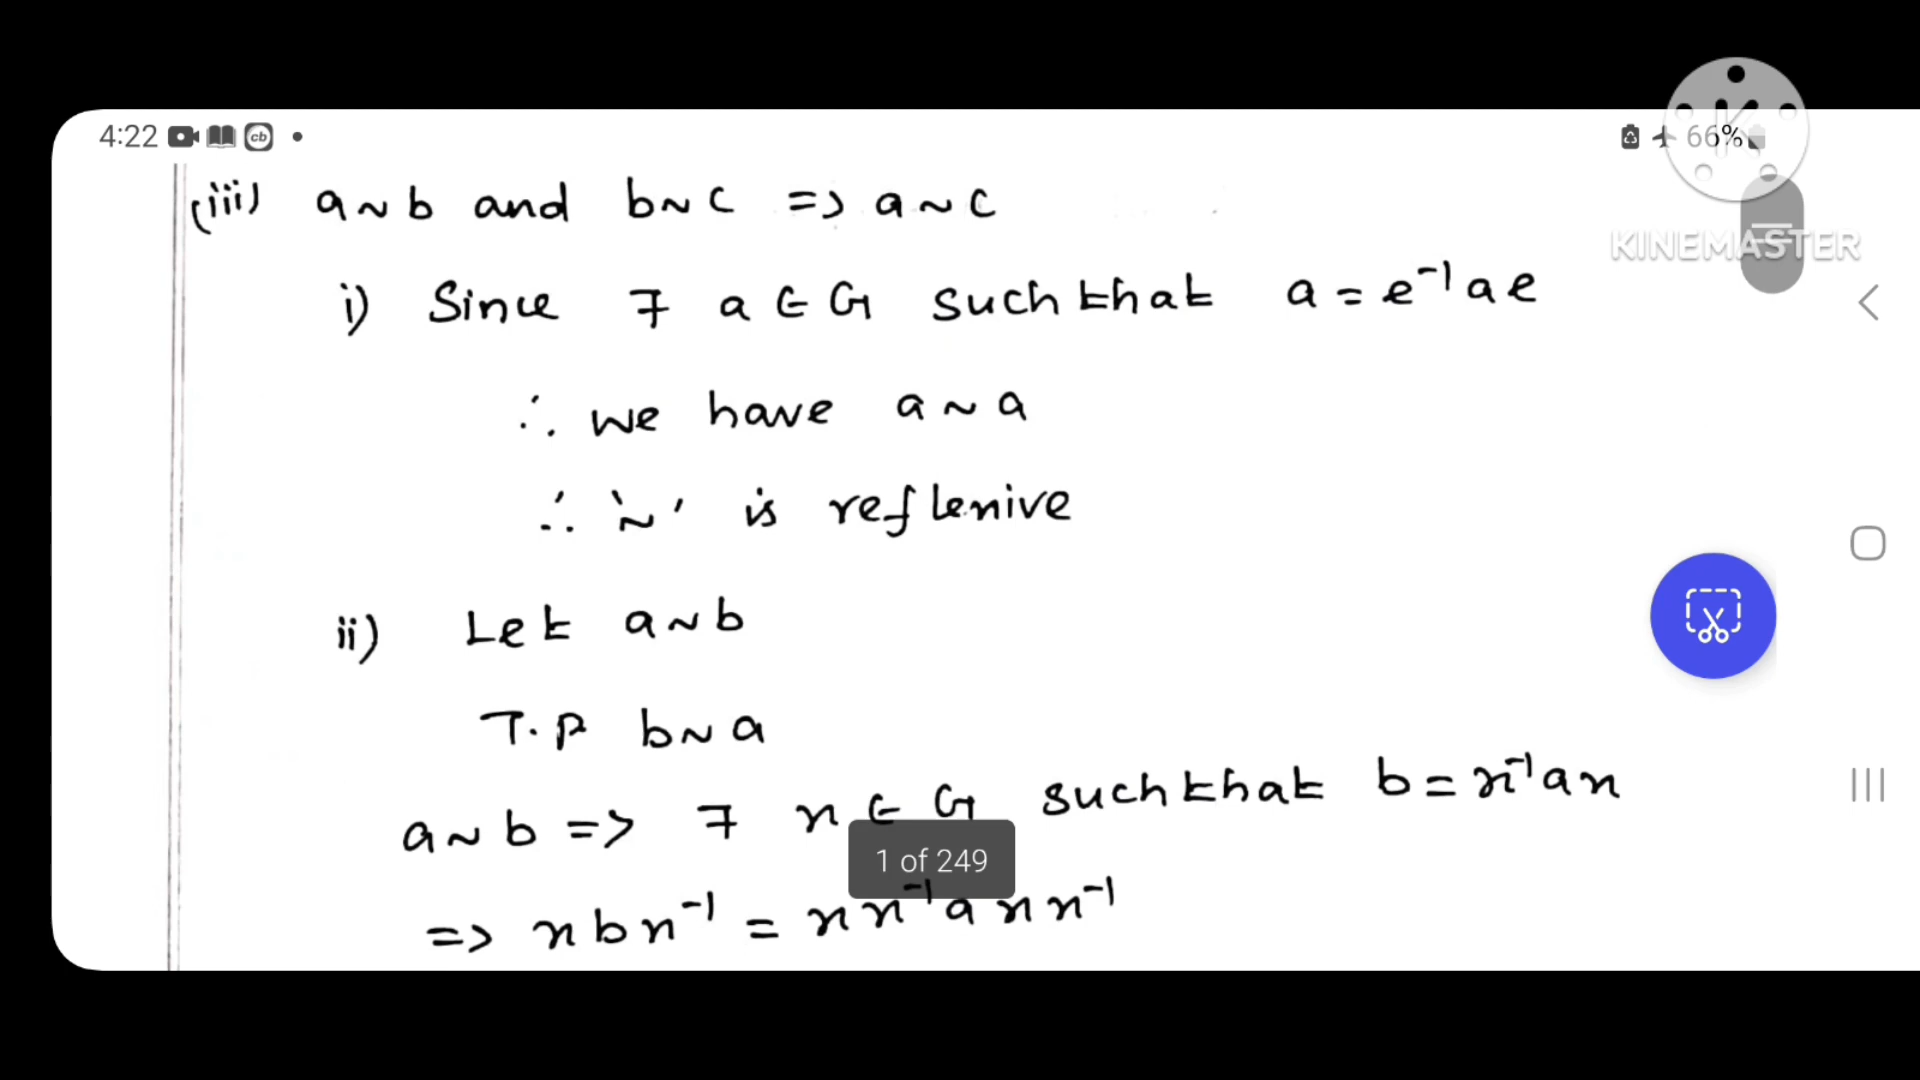 4:22 cb 66%
KINEMASTER
(iii) a~b and b~c => a~c
i) Since ∃ a ∈ G such that a = e⁻¹ae
∴ we have a~a
∴ '~' is reflexive
ii) Let a~b
T.P b~a
a~b => ∃ x ∈ G such that b = x⁻¹ax
1 of 249
=> xbx⁻¹ = xx⁻¹axx⁻¹